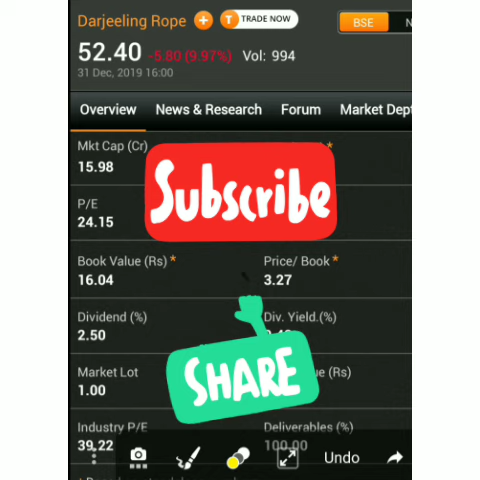 Darjeeling Rope + T TRADE NOW BSE N
52.40 -5.80 (9.97%) Vol: 994
31 Dec, 2019 16:00
Overview News & Research Forum Market Dept
Mkt Cap (Cr) *
15.98
P/E
24.15
Subscribe
Book Value (Rs) * Price/ Book *
16.04 3.27
Dividend (%) Div. Yield.(%)
2.50
SHARE
Market Lot (Rs)
1.00
Industry P/E Deliverables (%)
39.22 100.00
Undo